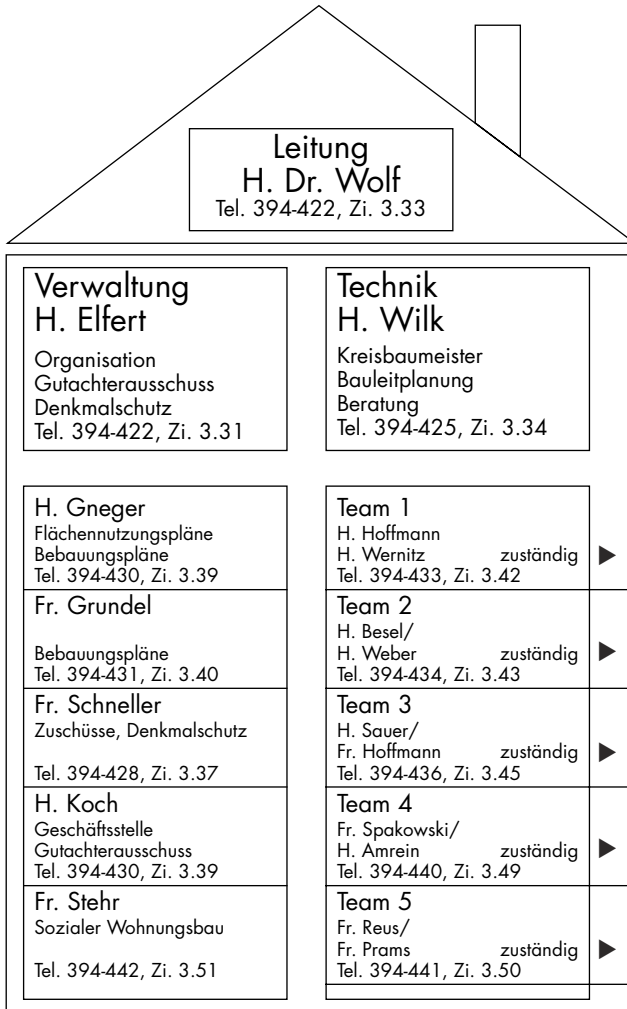 Leitung
H. Dr. Wolf
Tel. 394-422, Zi. 3.33
Verwaltung
H. Elfert
Organisation
Gutachterausschuss
Denkmalschutz
Tel. 394-422, Zi. 3.31
Technik
H. Wilk
Kreisbaumeister
Bauleitplanung
Beratung
Tel. 394-425, Zi. 3.34
H. Gneger
Flächennutzungspläne
Bebauungspläne
Tel. 394-430, Zi. 3.39
Fr. Grundel
Bebauungspläne
Tel. 394-431, Zi. 3.40
Fr. Schneller
Zuschüsse, Denkmalschutz
Tel. 394-428, Zi. 3.37
H. Koch
Geschäftsstelle
Gutachterausschuss
Tel. 394-430, Zi. 3.39
Fr. Stehr
Sozialer Wohnungsbau
Tel. 394-442, Zi. 3.51
Team 1
H. Hoffmann
H. Wernitz zuständig ▶
Tel. 394-433, Zi. 3.42
Team 2
H. Besel/
H. Weber zuständig ▶
Tel. 394-434, Zi. 3.43
Team 3
H. Sauer/
Fr. Hoffmann zuständig ▶
Tel. 394-436, Zi. 3.45
Team 4
Fr. Spakowski/
H. Amrein zuständig ▶
Tel. 394-440, Zi. 3.49
Team 5
Fr. Reus/
Fr. Prams zuständig ▶
Tel. 394-441, Zi. 3.50